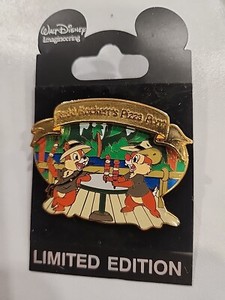 Walt Disney
Imagineering
Redd Rockett's Pizza Port
LIMITED EDITION